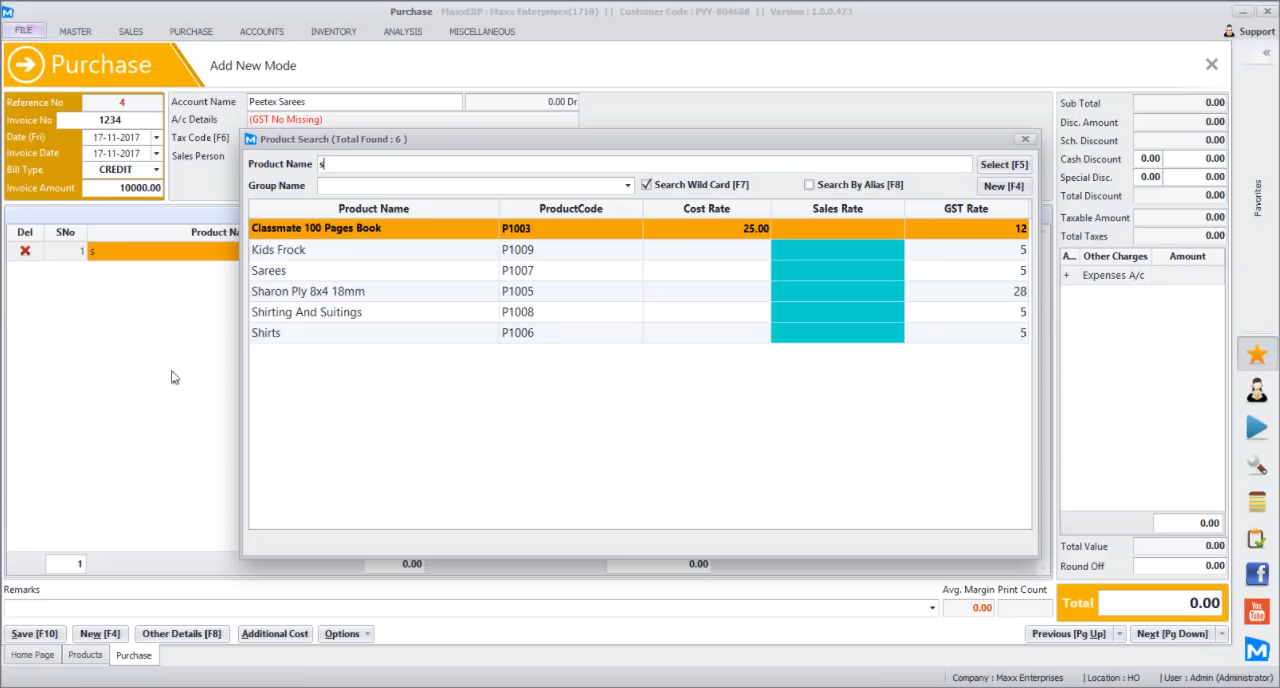 Purchase - MaxxERP : Maxx Enterprises(1718) || Customer Code : PVY-804680 || Version : 1.0.0.473
FILE MASTER SALES PURCHASE ACCOUNTS INVENTORY ANALYSIS MISCELLANEOUS Support
Purchase Add New Mode
Reference No 4 Account Name Peetex Sarees 0.00 Dr Sub Total 0.00
Invoice No 1234 A/c Details (GST No Missing) Disc. Amount 0.00
Date (Fri) 17-11-2017 Tax Code [F6] Product Search (Total Found : 6 ) Sch. Discount 0.00
Invoice Date 17-11-2017 Sales Person Product Name s Select [F5] Cash Discount 0.00 0.00
Bill Type CREDIT Special Disc. 0.00 0.00
Invoice Amount 10000.00 Group Name Search Wild Card [F7] Search By Alias [F8] New [F4] Total Discount 0.00
Product Name ProductCode Cost Rate Sales Rate GST Rate Taxable Amount 0.00
Del SNo Product Na Classmate 100 Pages Book P1003 25.00 12 Total Taxes 0.00
1 s Kids Frock P1009 5 A... Other Charges Amount
Sarees P1007 5 + Expenses A/c
Sharon Ply 8x4 18mm P1005 28
Shirting And Suitings P1008 5
Shirts P1006 5
Favorites
0.00
Total Value 0.00
1 0.00 0.00 Round Off 0.00
Remarks Avg. Margin Print Count
0.00 Total 0.00
Save [F10] New [F4] Other Details [F8] Additional Cost Options Previous [Pg Up] Next [Pg Down]
Home Page Products Purchase
You Tube
Company : Maxx Enterprises | Location : HO | User : Admin (Administrator)